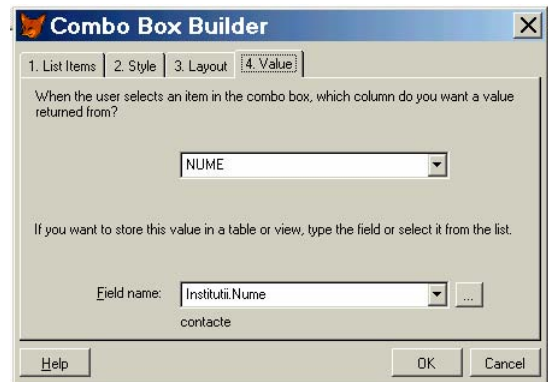 Combo Box Builder
1. List Items 2. Style 3. Layout 4. Value
When the user selects an item in the combo box, which column do you want a value
returned from?
NUME
If you want to store this value in a table or view, type the field or select it from the list.
Field name: Institutii.Nume ...
contacte
Help OK Cancel